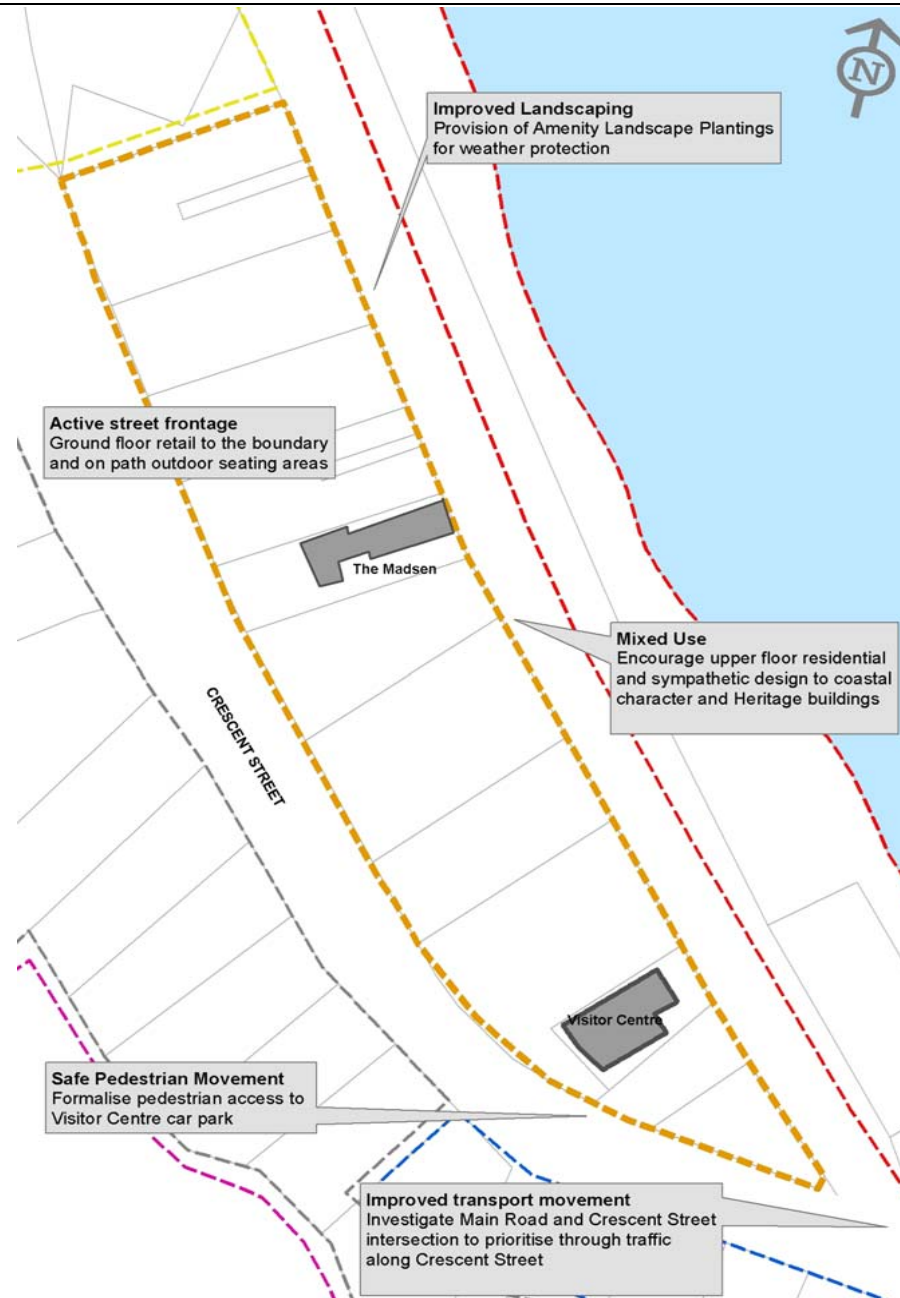 N
Improved Landscaping
Provision of Amenity Landscape Plantings
for weather protection
Active street frontage
Ground floor retail to the boundary
and on path outdoor seating areas
The Madsen
Mixed Use
Encourage upper floor residential
and sympathetic design to coastal
character and Heritage buildings
CRESCENT STREET
Visitor Centre
Safe Pedestrian Movement
Formalise pedestrian access to
Visitor Centre car park
Improved transport movement
Investigate Main Road and Crescent Street
intersection to prioritise through traffic
along Crescent Street